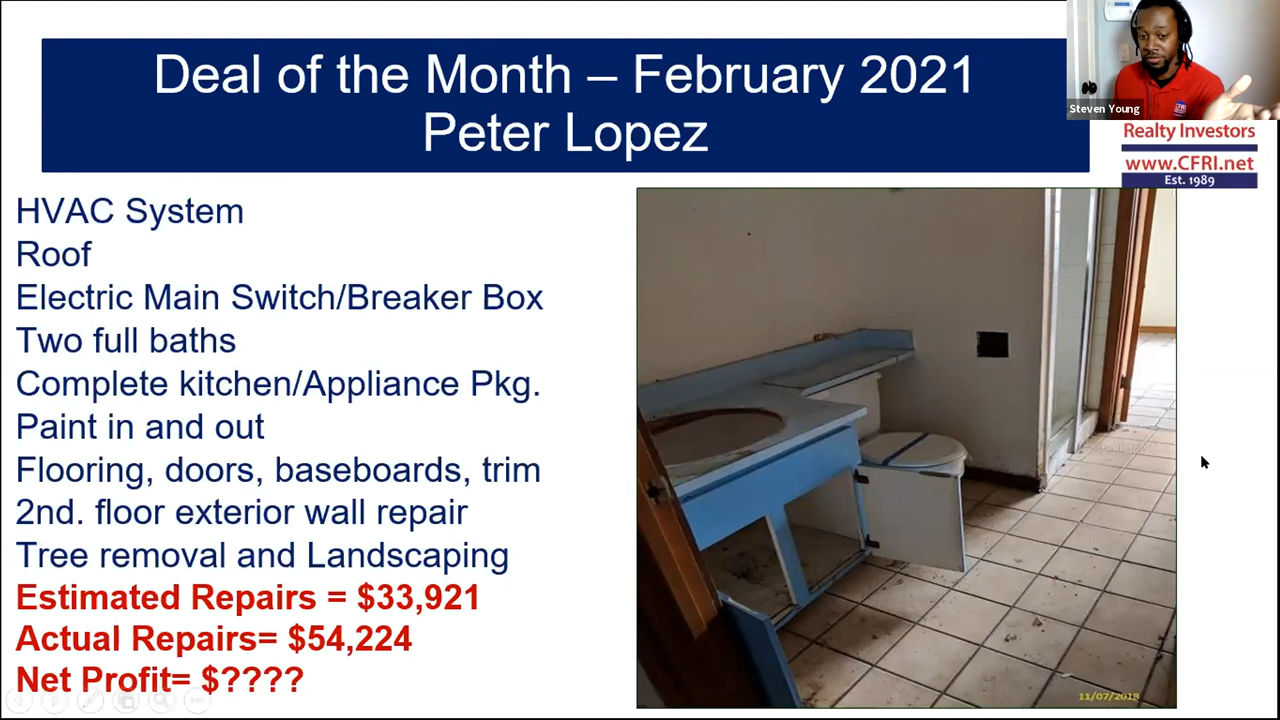 Deal of the Month – February 2021
Peter Lopez
Steven Young
Realty Investors
www.CFRI.net
Est. 1989
HVAC System
Roof
Electric Main Switch/Breaker Box
Two full baths
Complete kitchen/Appliance Pkg.
Paint in and out
Flooring, doors, baseboards, trim
2nd. floor exterior wall repair
Tree removal and Landscaping
Estimated Repairs = $33,921
Actual Repairs= $54,224
Net Profit= $????
11/07/2018